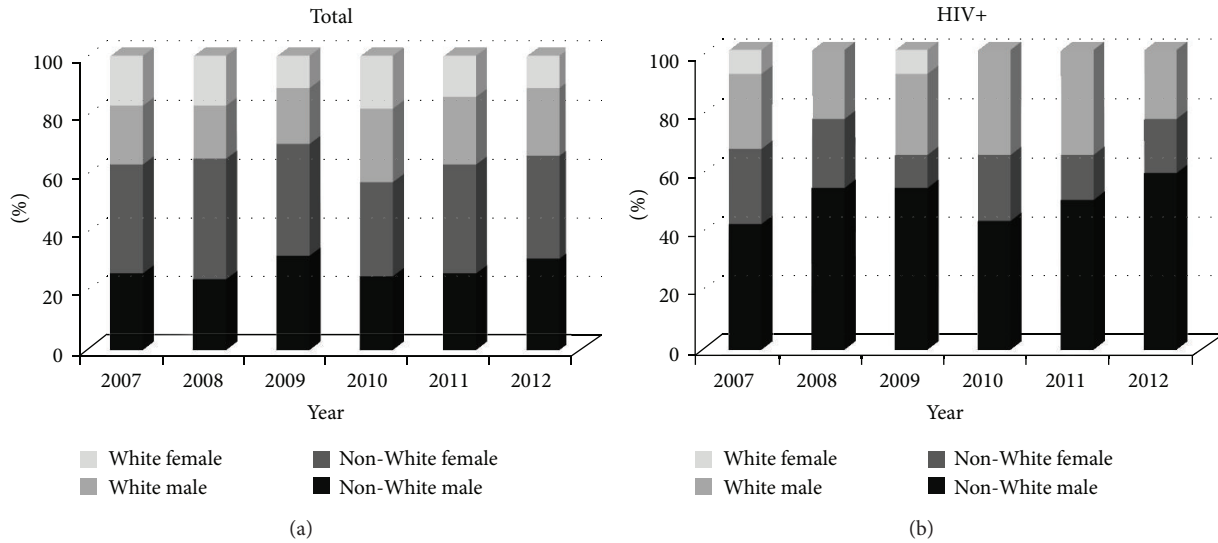 Total
(%)
100
80
60
40
20
0
2007 2008 2009 2010 2011 2012
Year
White female Non-White female
White male Non-White male
(a)
HIV+
(%)
100
80
60
40
20
0
2007 2008 2009 2010 2011 2012
Year
White female Non-White female
White male Non-White male
(b)